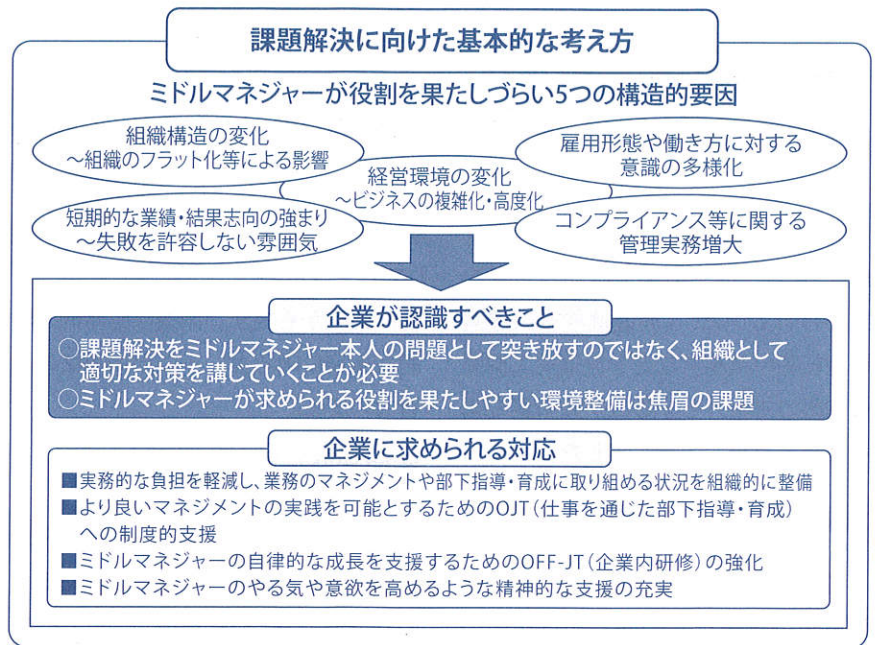 課題解決に向けた基本的な考え方
ミドルマネジャーが役割を果たしづらい5つの構造的要因
組織構造の変化
～組織のフラット化等による影響
雇用形態や働き方に対する
意識の多様化
経営環境の変化
～ビジネスの複雑化・高度化
短期的な業績・結果志向の強まり
～失敗を許容しない雰囲気
コンプライアンス等に関する
管理実務増大
企業が認識すべきこと
○課題解決をミドルマネジャー本人の問題として突き放すのではなく、組織として
適切な対策を講じていくことが必要
○ミドルマネジャーが求められる役割を果たしやすい環境整備は焦眉の課題
企業に求められる対応
■実務的な負担を軽減し、業務のマネジメントや部下指導・育成に取り組める状況を組織的に整備
■より良いマネジメントの実践を可能とするためのOJT（仕事を通じた部下指導・育成）
への制度的支援
■ミドルマネジャーの自律的な成長を支援するためのOFF-JT（企業内研修）の強化
■ミドルマネジャーのやる気や意欲を高めるような精神的な支援の充実